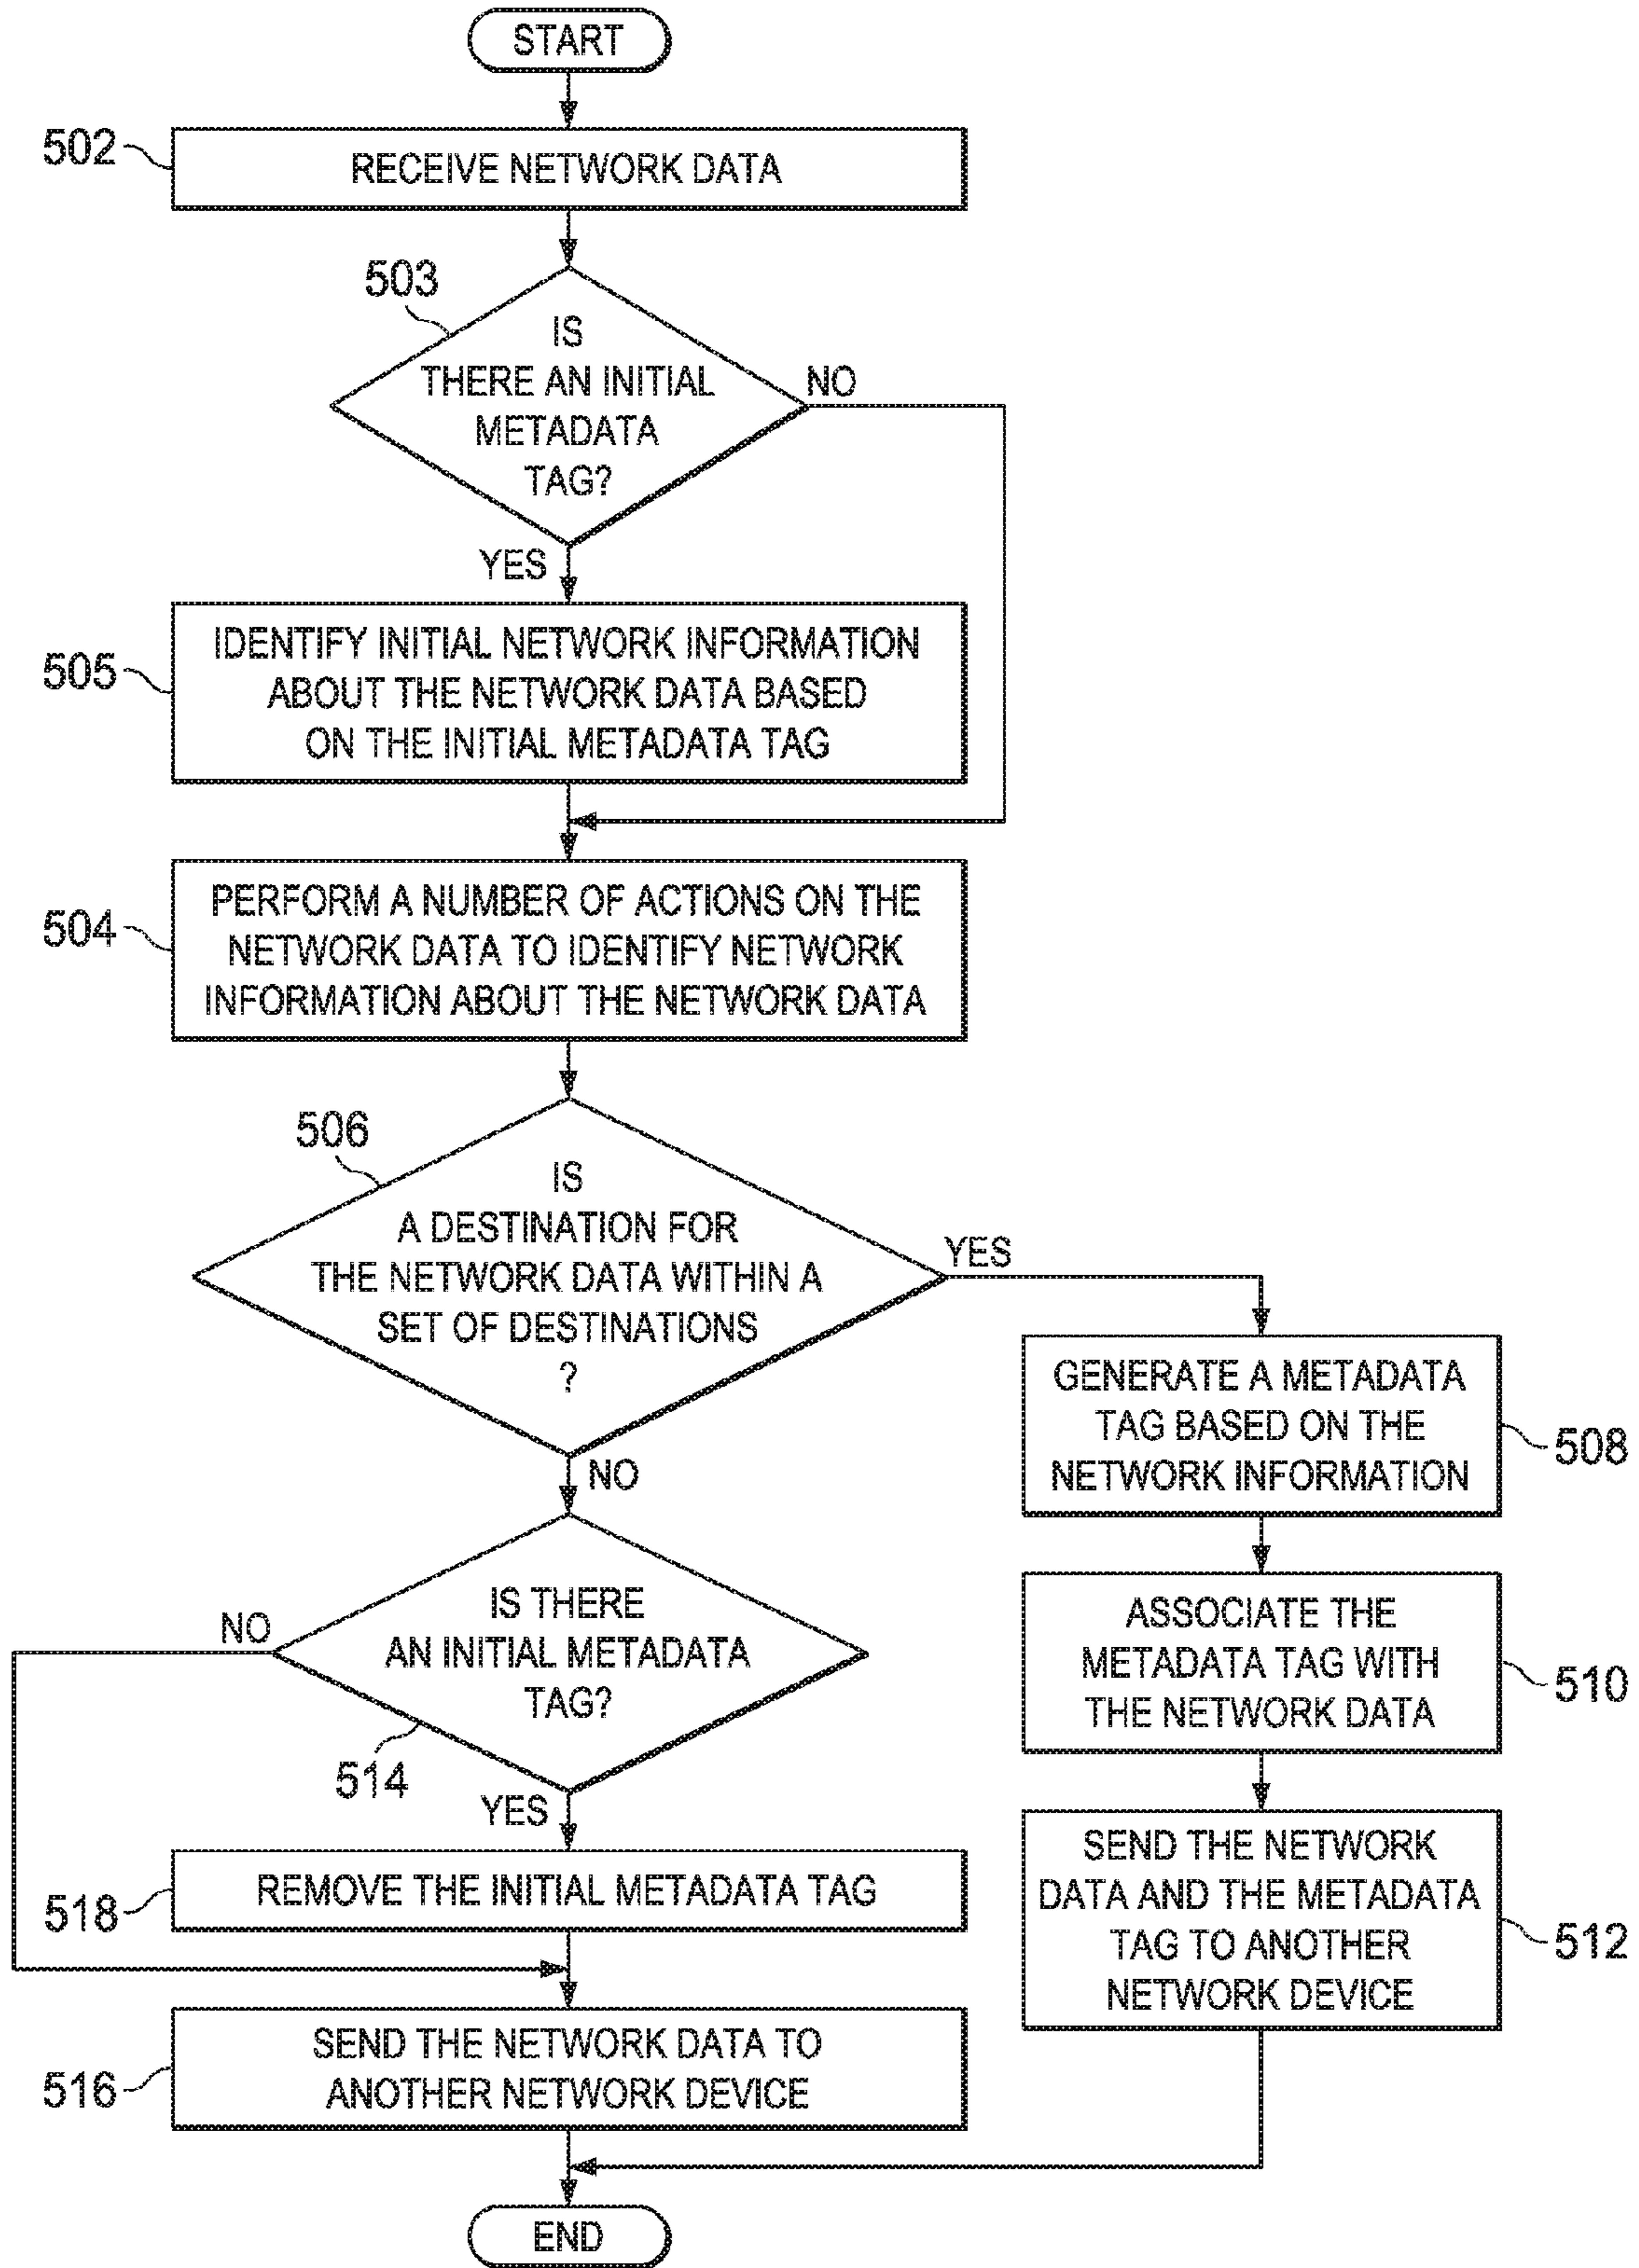 START
502
RECEIVE NETWORK DATA
503
IS
THERE AN INITIAL
METADATA
TAG?
NO
YES
505
IDENTIFY INITIAL NETWORK INFORMATION
ABOUT THE NETWORK DATA BASED
ON THE INITIAL METADATA TAG
504
PERFORM A NUMBER OF ACTIONS ON THE
NETWORK DATA TO IDENTIFY NETWORK
INFORMATION ABOUT THE NETWORK DATA
506
IS
A DESTINATION FOR
THE NETWORK DATA WITHIN A
SET OF DESTINATIONS
?
YES
NO
GENERATE A METADATA
TAG BASED ON THE
NETWORK INFORMATION
508
ASSOCIATE THE
METADATA TAG WITH
THE NETWORK DATA
510
SEND THE NETWORK
DATA AND THE METADATA
TAG TO ANOTHER
NETWORK DEVICE
512
IS THERE
AN INITIAL METADATA
TAG?
NO
514
YES
518
REMOVE THE INITIAL METADATA TAG
516
SEND THE NETWORK DATA TO
ANOTHER NETWORK DEVICE
END